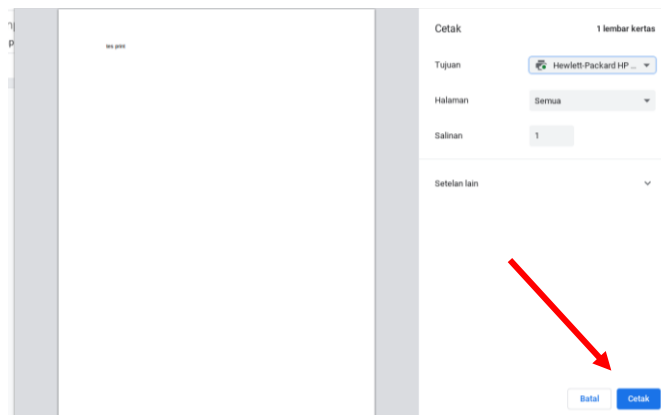 Cetak
1 lembar kertas
tes print
Tujuan
Hewlett-Packard HP ...
Halaman
Semua
Salinan
1
Setelan lain
Batal
Cetak